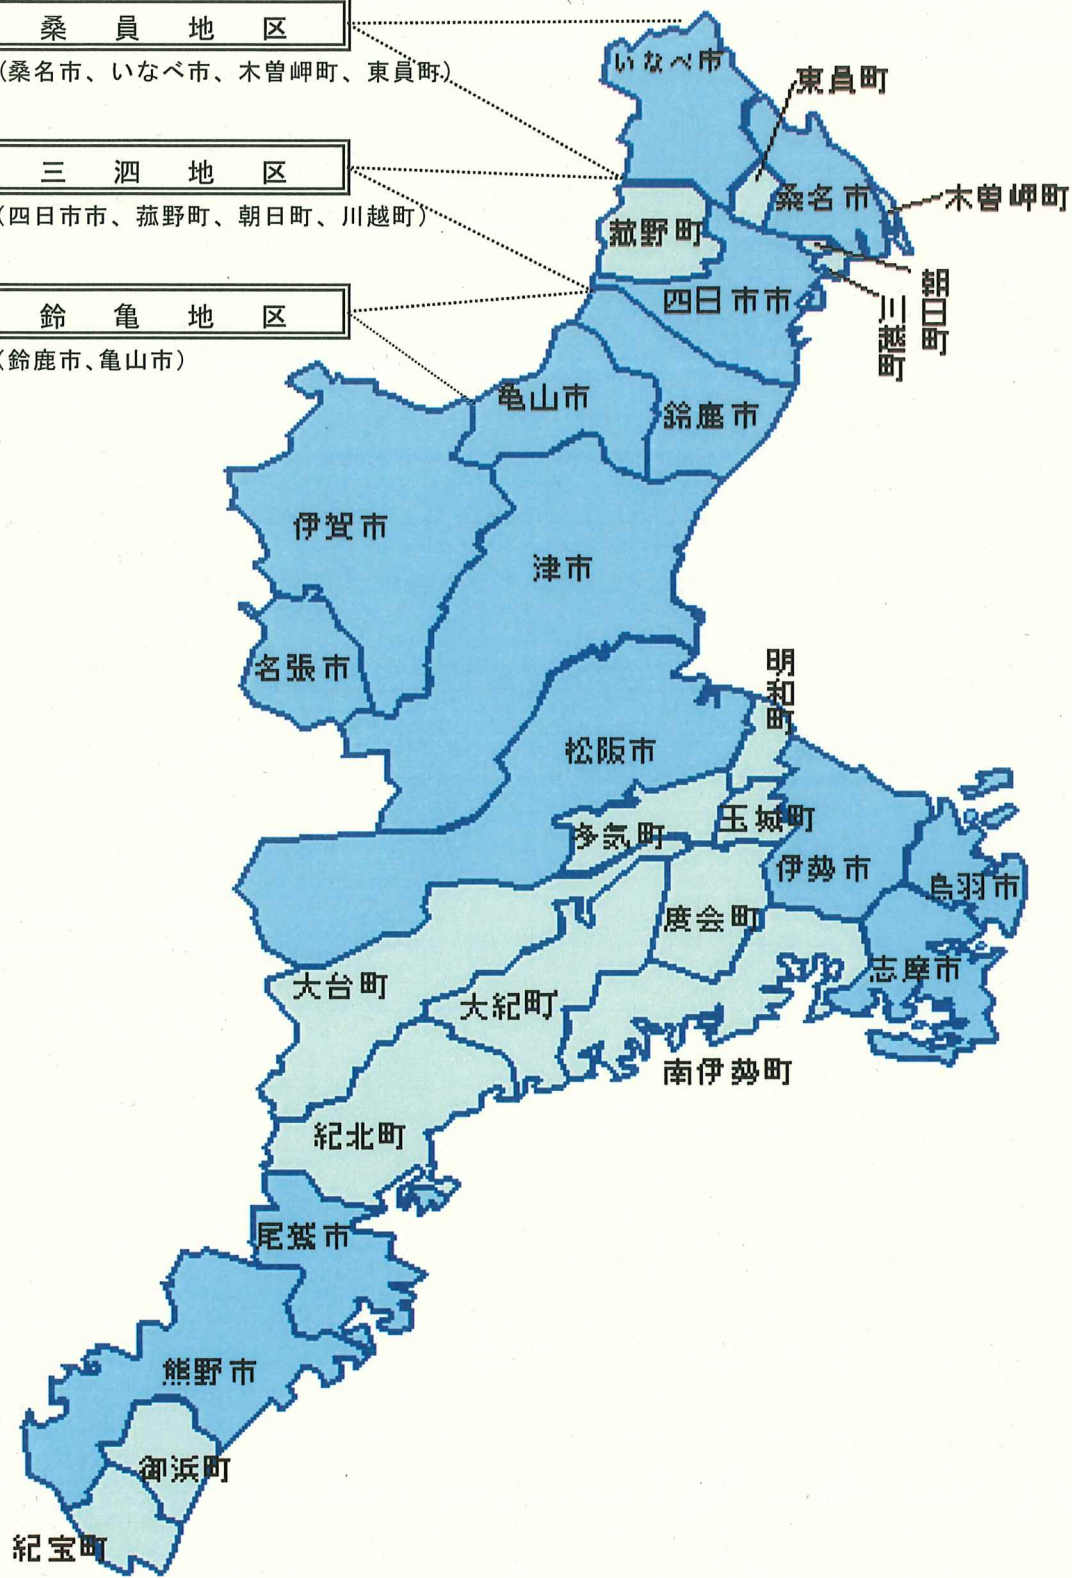 桑員地区
(桑名市、いなべ市、木曽岬町、東員町)
三泗地区
(四日市市、菰野町、朝日町、川越町)
鈴亀地区
(鈴鹿市、亀山市)
いなべ市
東員町
桑名市
木曽岬町
菰野町
朝日町
三越町
四日市市
亀山市
鈴鹿市
伊賀市
津市
名張市
明和町
松阪市
玉城町
多気町
伊勢市
鳥羽市
度会町
志摩市
大台町
大紀町
南伊勢町
紀北町
尾鷲市
熊野市
御浜町
紀宝町